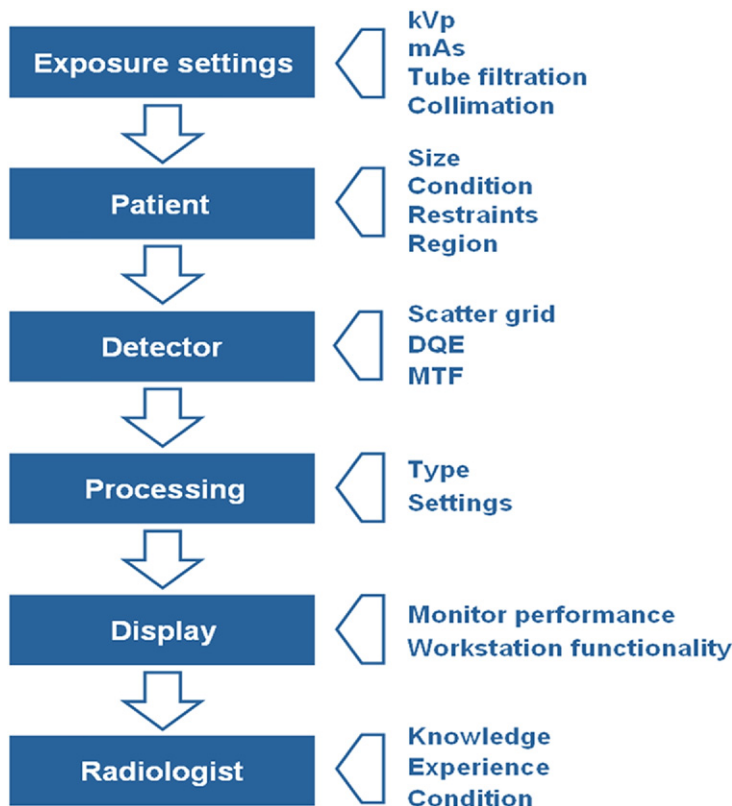 Exposure settings
kVp
mAs
Tube filtration
Collimation
Patient
Size
Condition
Restraints
Region
Detector
Scatter grid
DQE
MTF
Processing
Type
Settings
Display
Monitor performance
Workstation functionality
Radiologist
Knowledge
Experience
Condition